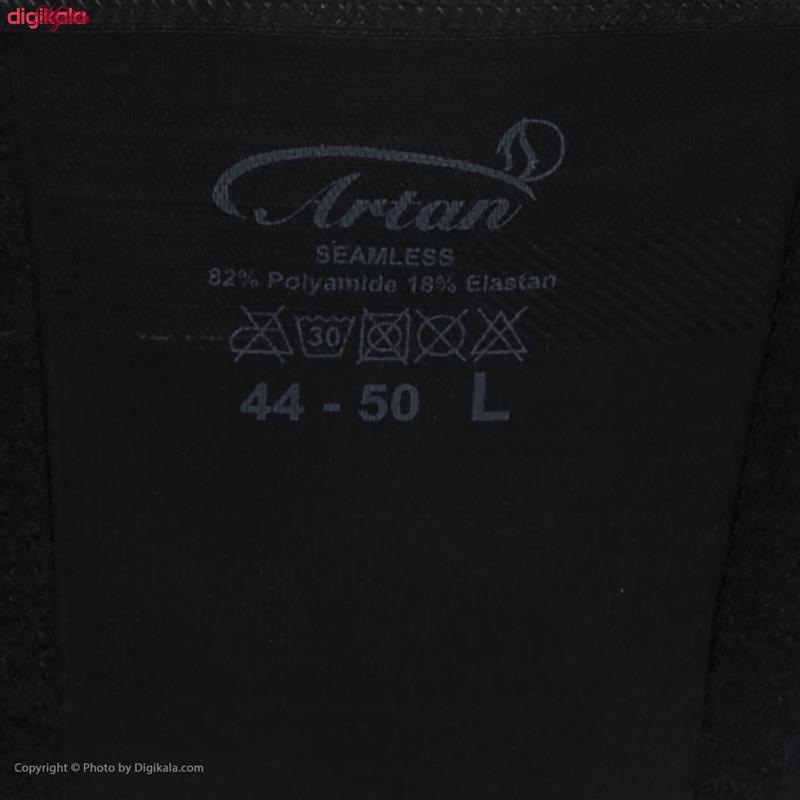 digikala
Artan
SEAMLESS
82% Polyamide 18% Elastan
30
44 - 50 L
Copyright © Photo by Digikala.com